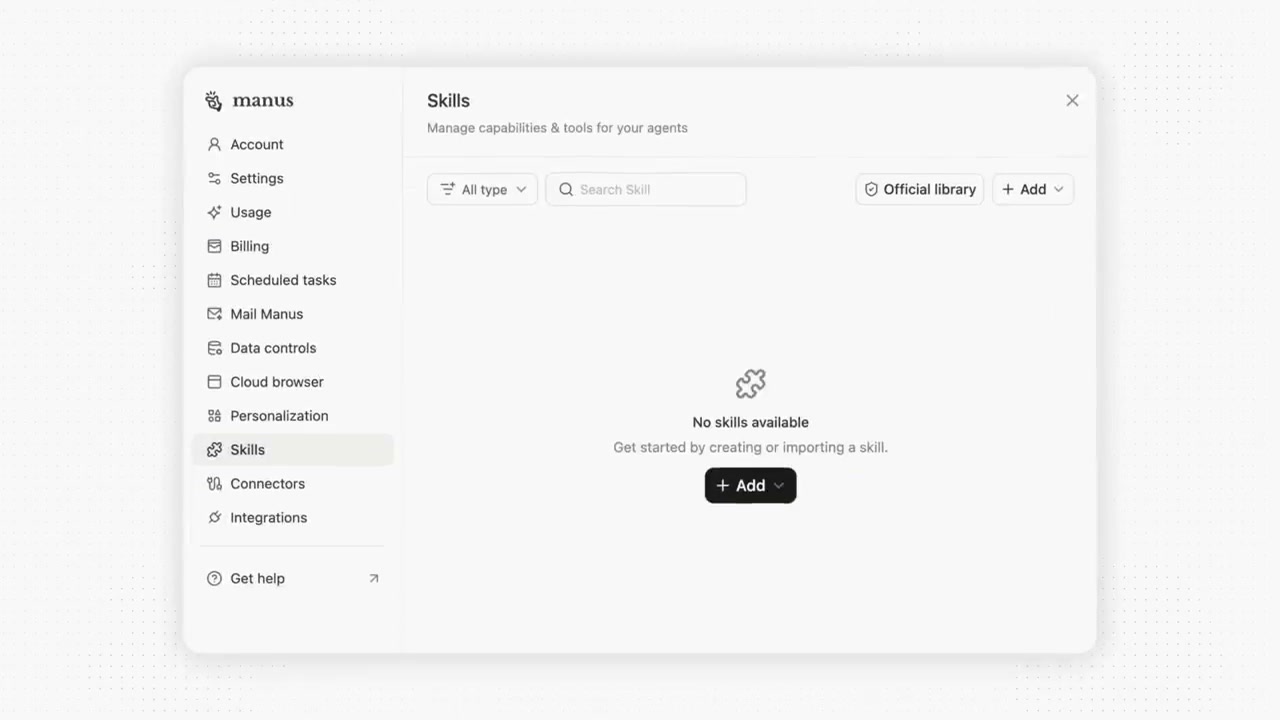 manus
Account
Settings
Usage
Billing
Scheduled tasks
Mail Manus
Data controls
Cloud browser
Personalization
Skills
Connectors
Integrations
Get help
Skills
Manage capabilities & tools for your agents
All type
Search Skill
Official library
Add
No skills available
Get started by creating or importing a skill.
Add